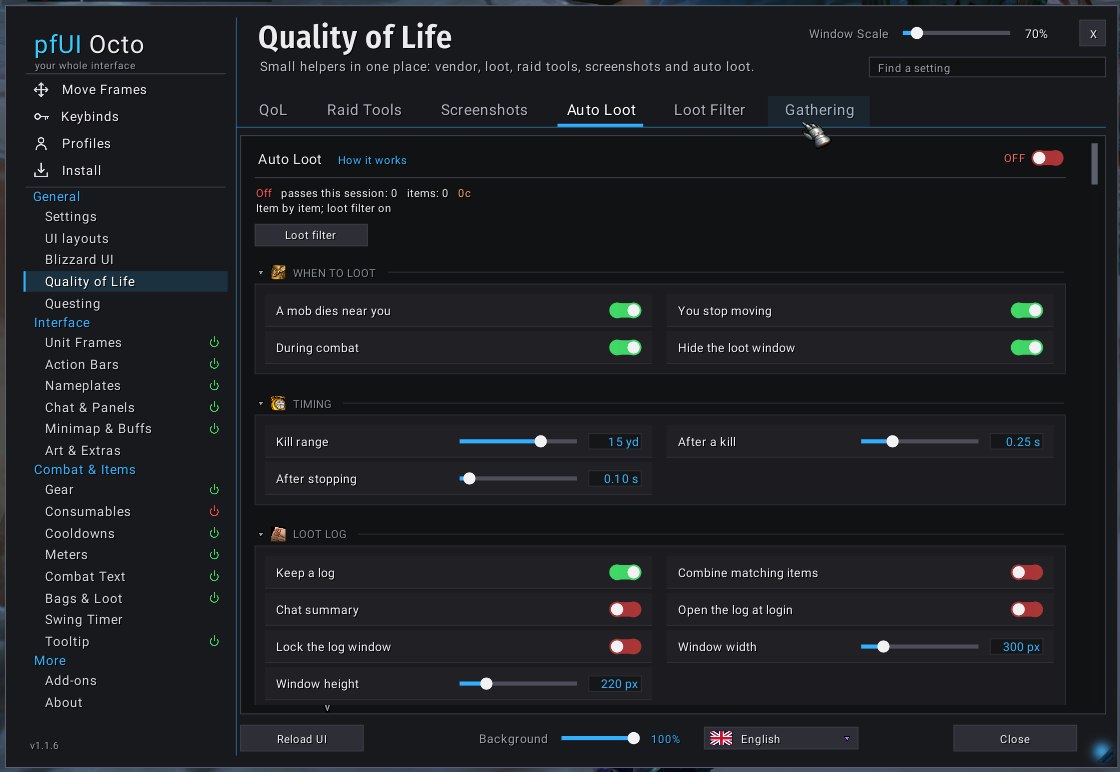 pfUI Octo
your whole interface
Move Frames
Keybinds
Profiles
Install
General
Settings
UI layouts
Blizzard UI
Quality of Life
Questing
Interface
Unit Frames
Action Bars
Nameplates
Chat & Panels
Minimap & Buffs
Art & Extras
Combat & Items
Gear
Consumables
Cooldowns
Meters
Combat Text
Bags & Loot
Swing Timer
Tooltip
More
Add-ons
About
v1.1.6
Quality of Life
Small helpers in one place: vendor, loot, raid tools, screenshots and auto loot.
Window Scale 70% X
Find a setting
QoL Raid Tools Screenshots Auto Loot Loot Filter Gathering
Auto Loot How it works OFF
Off passes this session: 0 items: 0 0c
Item by item; loot filter on
Loot filter
WHEN TO LOOT
A mob dies near you You stop moving
During combat Hide the loot window
TIMING
Kill range 15 yd After a kill 0.25 s
After stopping 0.10 s
LOOT LOG
Keep a log Combine matching items
Chat summary Open the log at login
Lock the log window Window width 300 px
Window height 220 px
v
Reload UI Background 100% English Close